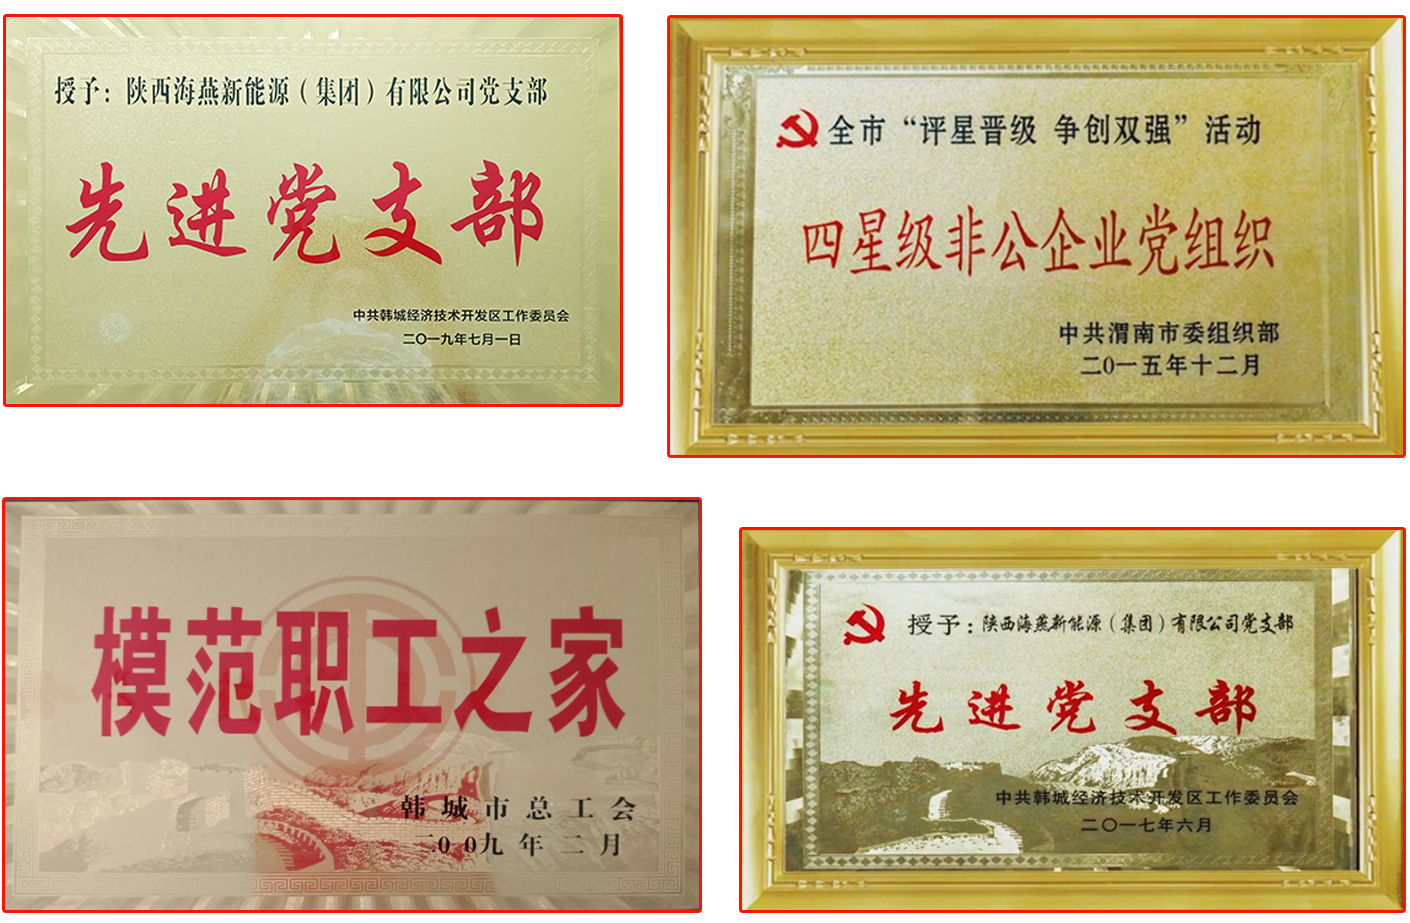 授予：陕西海燕新能源（集团）有限公司党支部
先进党支部
中共韩城经济技术开发区工作委员会
二〇一九年七月一日
全市“评星晋级 争创双强”活动
四星级非公企业党组织
中共渭南市委组织部
二0一五年十二月
模范职工之家
韩城市总工会
二00九年二月
授予：陕西海燕新能源（集团）有限公司党支部
先进党支部
中共韩城经济技术开发区工作委员会
二〇一七年六月